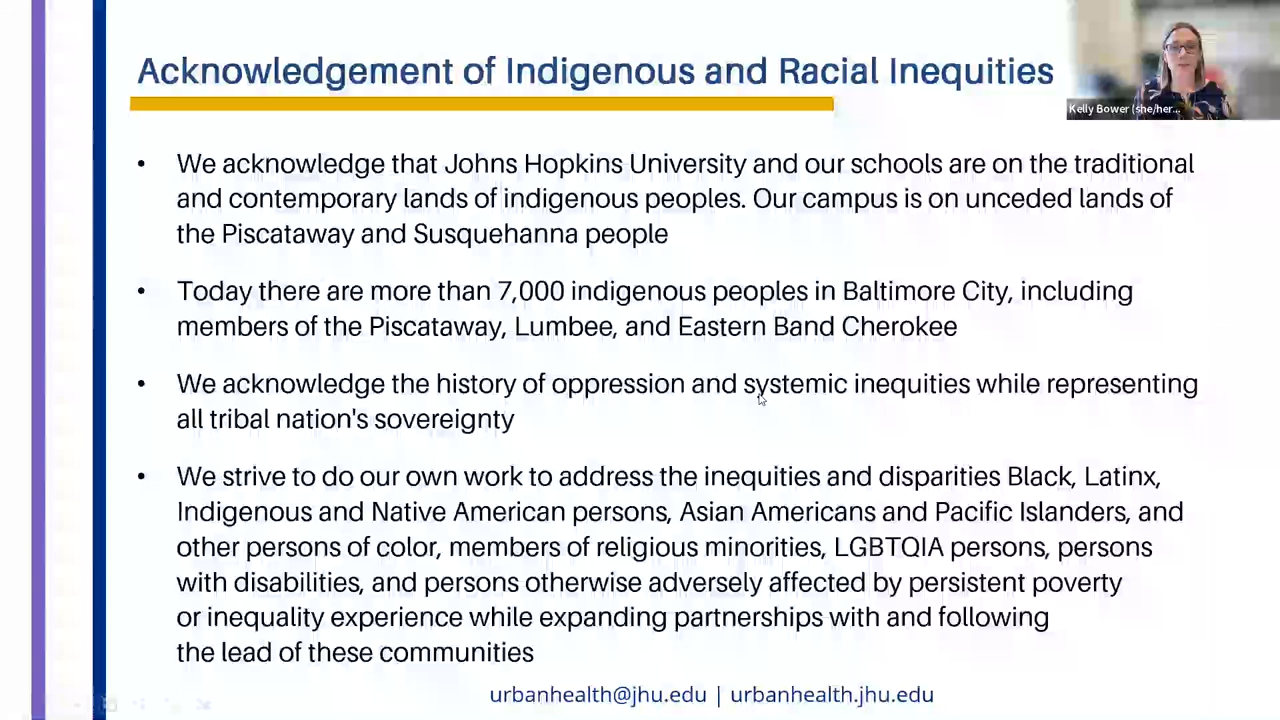 Acknowledgement of Indigenous and Racial Inequities
Kelly Bower (she/her...
• We acknowledge that Johns Hopkins University and our schools are on the traditional
and contemporary lands of indigenous peoples. Our campus is on unceded lands of
the Piscataway and Susquehanna people
• Today there are more than 7,000 indigenous peoples in Baltimore City, including
members of the Piscataway, Lumbee, and Eastern Band Cherokee
• We acknowledge the history of oppression and systemic inequities while representing
all tribal nation's sovereignty
• We strive to do our own work to address the inequities and disparities Black, Latinx,
Indigenous and Native American persons, Asian Americans and Pacific Islanders, and
other persons of color, members of religious minorities, LGBTQIA persons, persons
with disabilities, and persons otherwise adversely affected by persistent poverty
or inequality experience while expanding partnerships with and following
the lead of these communities
urbanhealth@jhu.edu | urbanhealth.jhu.edu